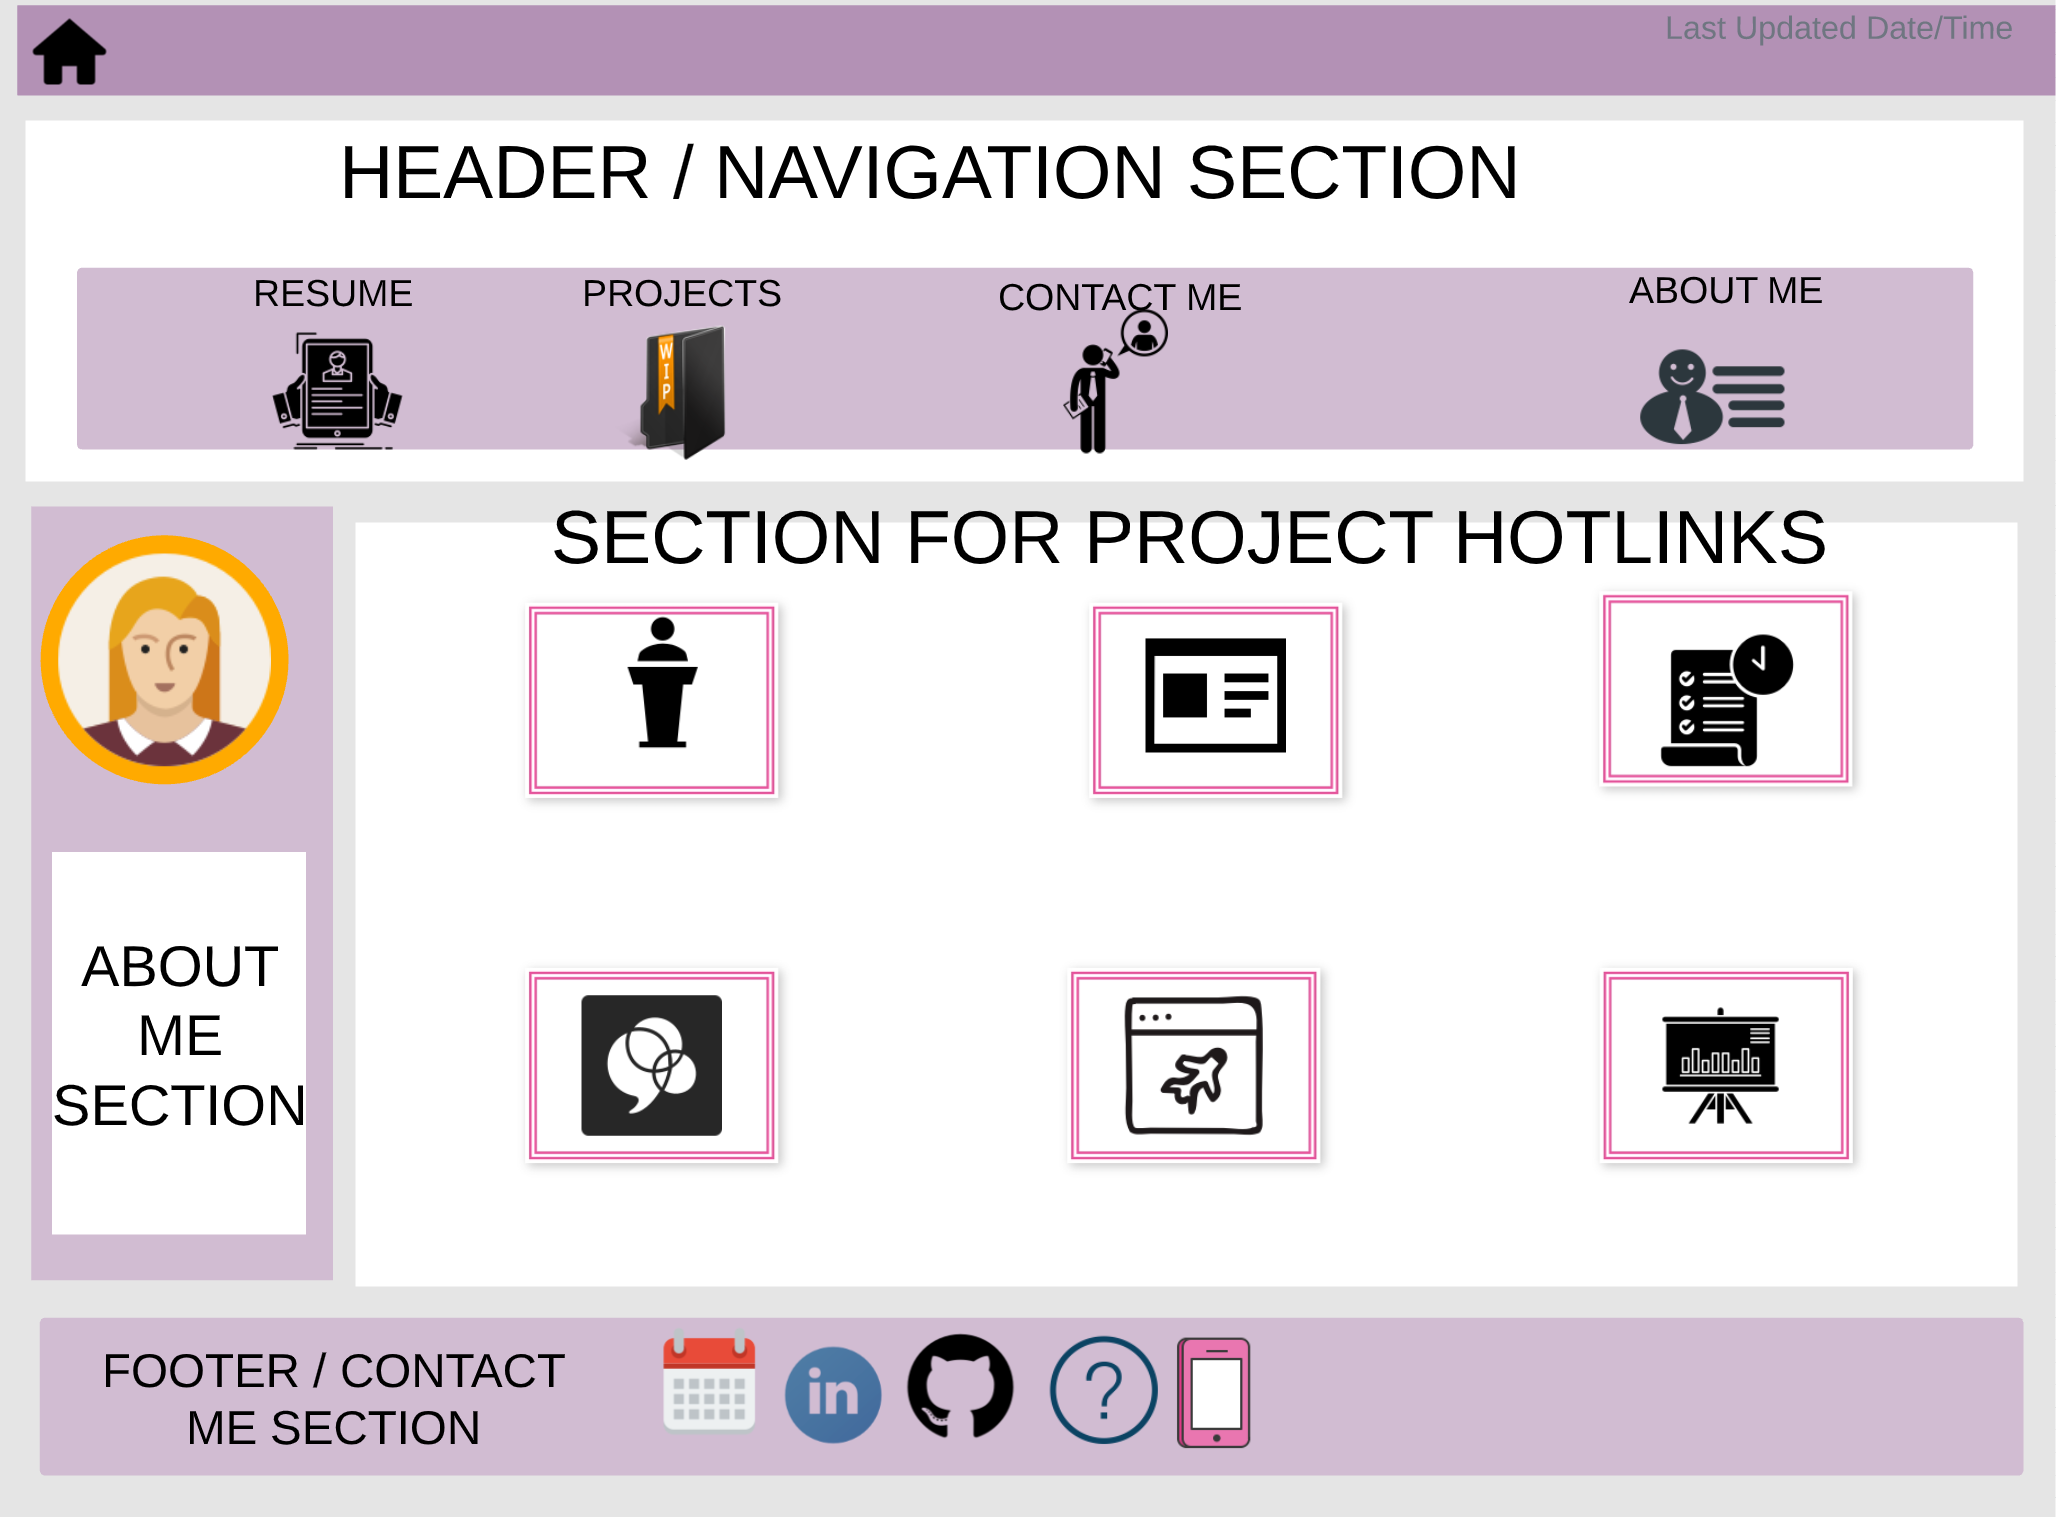 Last Updated Date/Time
HEADER / NAVIGATION SECTION
RESUME
PROJECTS
CONTACT ME
ABOUT ME
W
I
P
SECTION FOR PROJECT HOTLINKS
ABOUT
ME
SECTION
FOOTER / CONTACT
ME SECTION
in
?